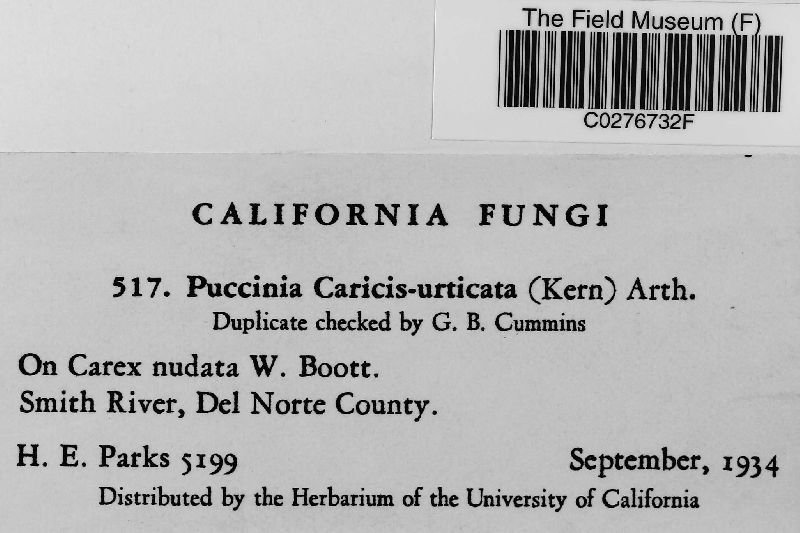 The Field Museum (F)
C0276732F
CALIFORNIA FUNGI
517. Puccinia Caricis-urticata (Kern) Arth.
Duplicate checked by G. B. Cummins
On Carex nudata W. Boott.
Smith River, Del Norte County.
H. E. Parks 5199 September, 1934
Distributed by the Herbarium of the University of California